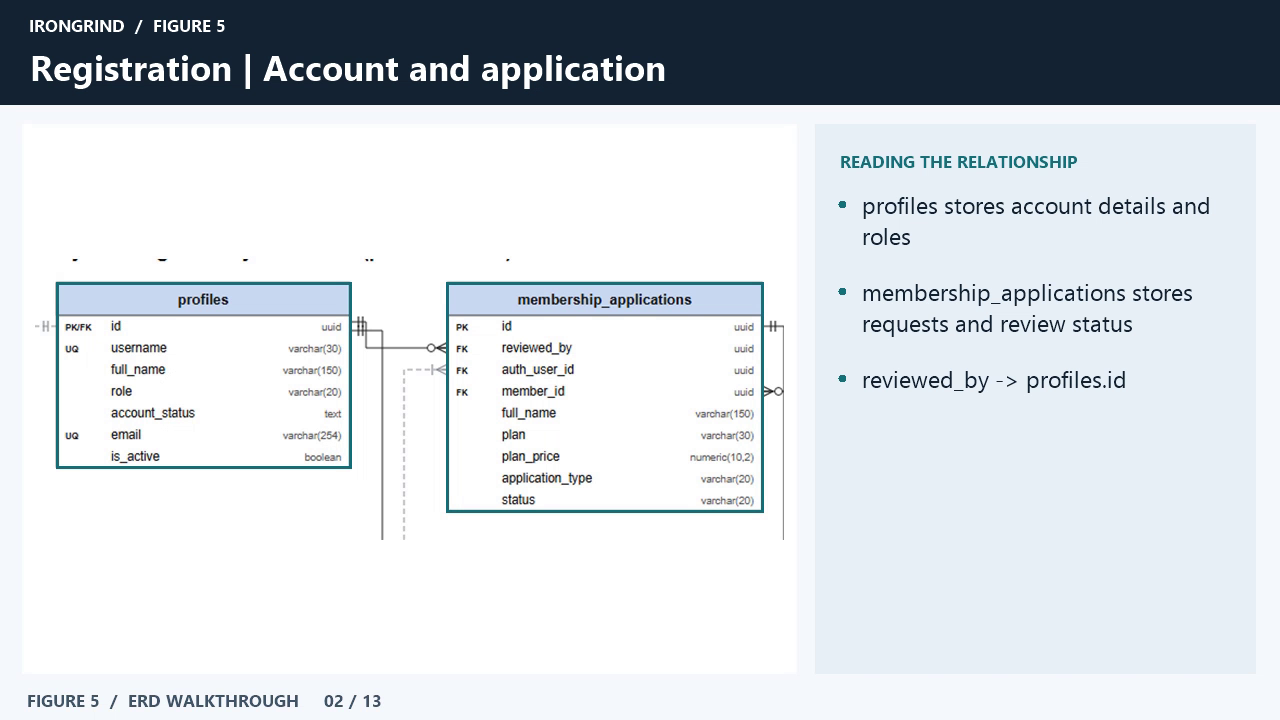 IRONGRIND / FIGURE 5
Registration | Account and application
profiles
PK/FK id uuid
UQ username varchar(30)
full_name varchar(150)
role varchar(20)
account_status text
UQ email varchar(254)
is_active boolean
membership_applications
PK id uuid
FK reviewed_by uuid
FK auth_user_id uuid
FK member_id uuid
full_name varchar(150)
plan varchar(30)
plan_price numeric(10,2)
application_type varchar(20)
status varchar(20)
READING THE RELATIONSHIP
• profiles stores account details and
roles
• membership_applications stores
requests and review status
• reviewed_by -> profiles.id
FIGURE 5 / ERD WALKTHROUGH 02 / 13